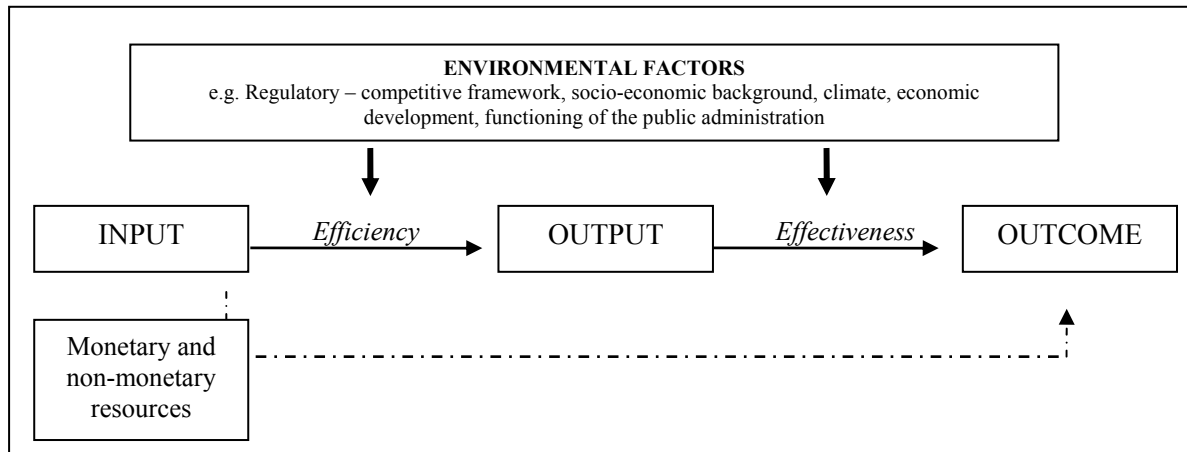 ENVIRONMENTAL FACTORS
e.g. Regulatory – competitive framework, socio-economic background, climate, economic
development, functioning of the public administration
INPUT
Efficiency
OUTPUT
Effectiveness
OUTCOME
Monetary and
non-monetary
resources